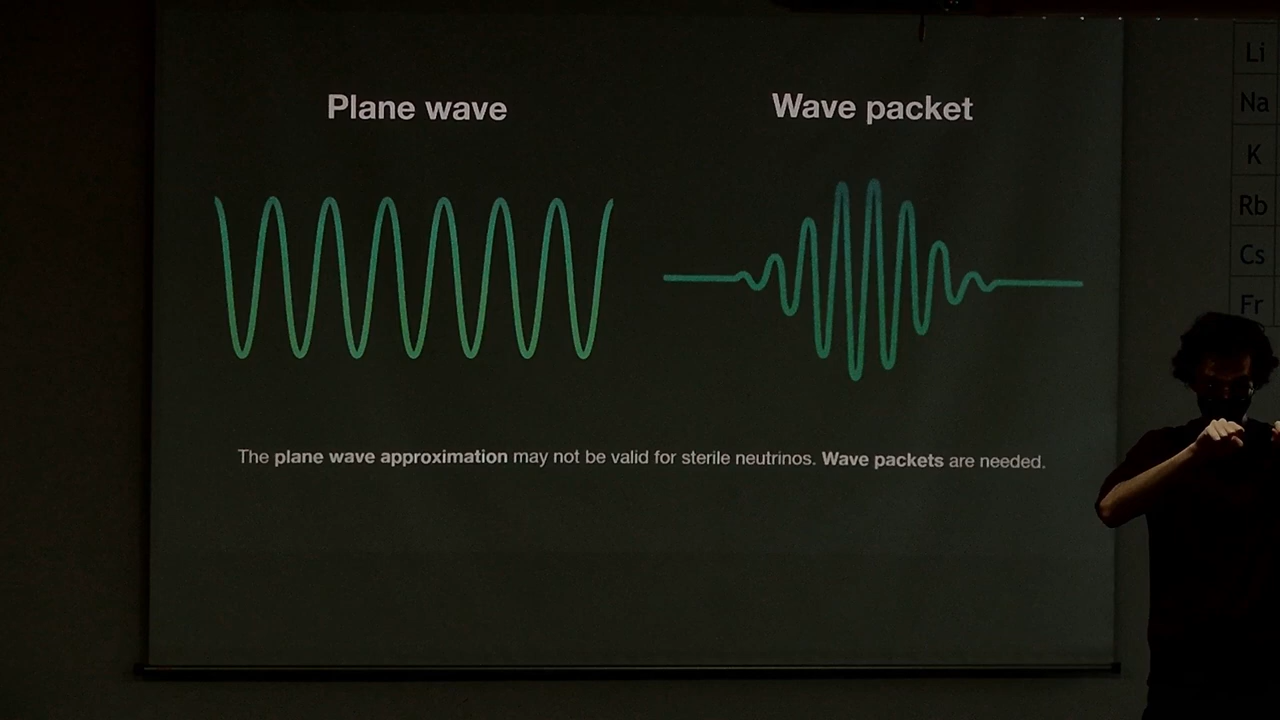 Plane wave
Wave packet
The plane wave approximation may not be valid for sterile neutrinos. Wave packets are needed.
Li
Na
K
Rb
Cs
Fr